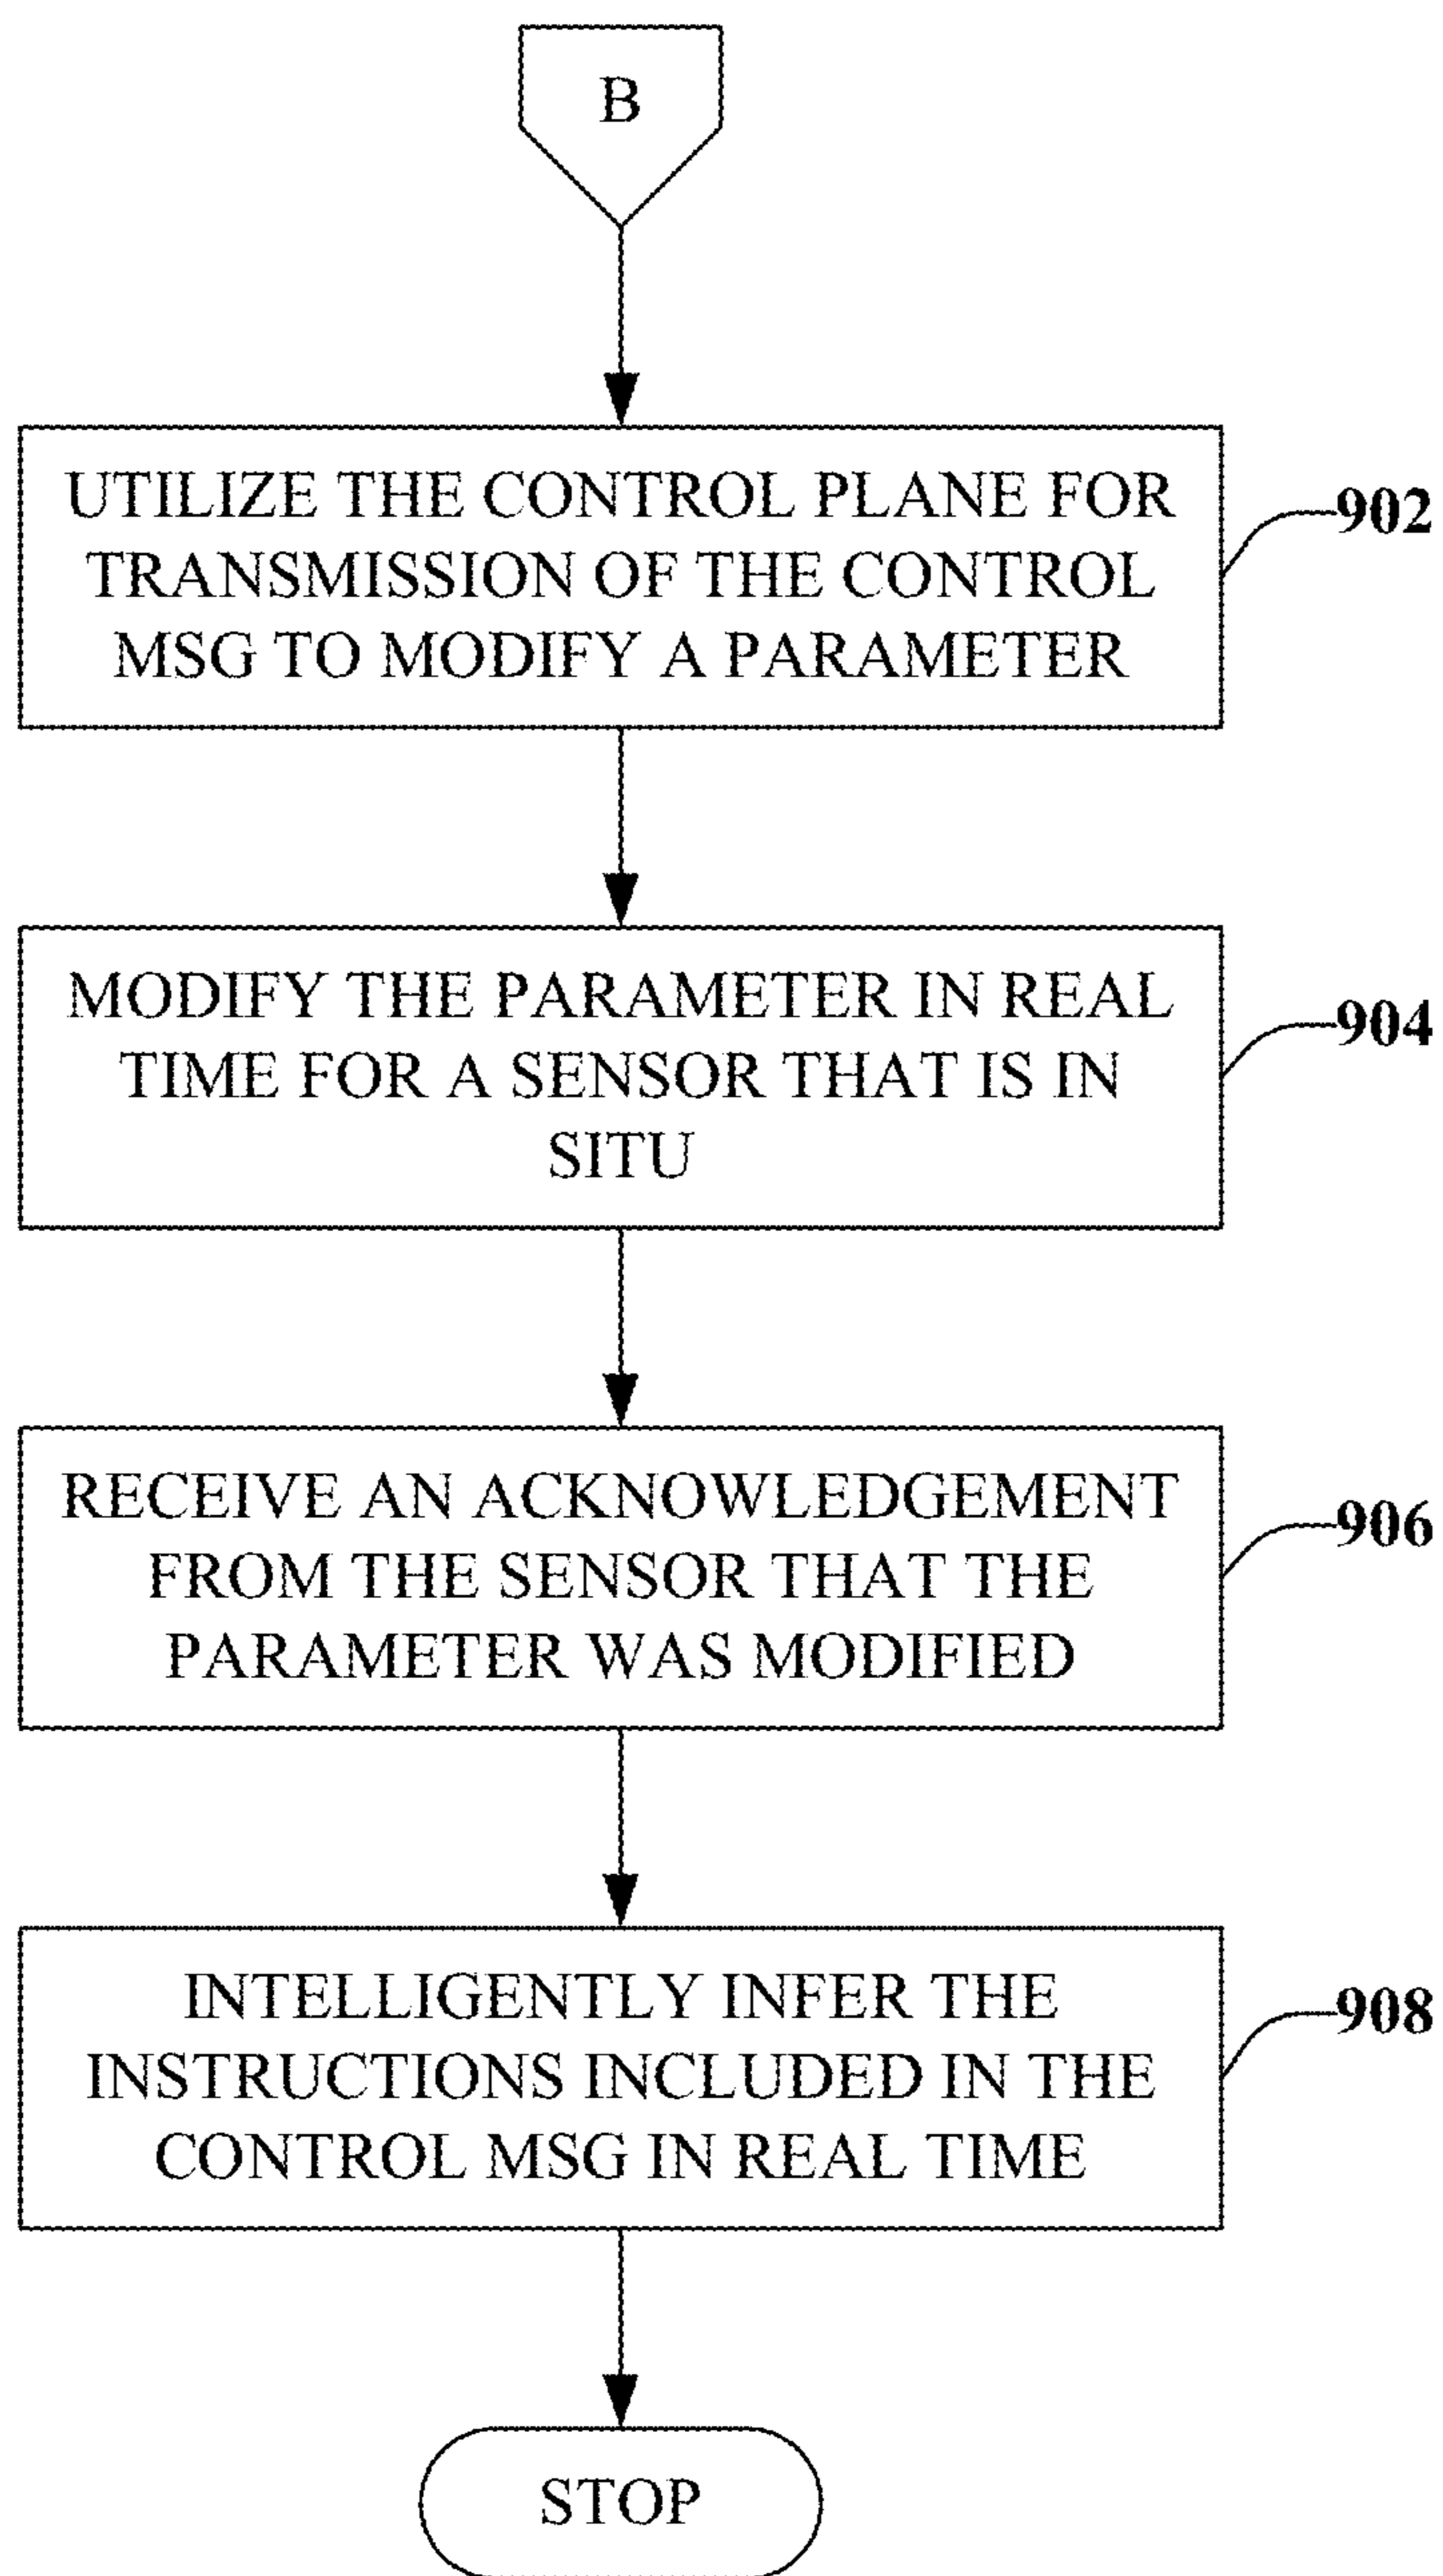 B
UTILIZE THE CONTROL PLANE FOR
TRANSMISSION OF THE CONTROL
MSG TO MODIFY A PARAMETER
902
MODIFY THE PARAMETER IN REAL
TIME FOR A SENSOR THAT IS IN
SITU
904
RECEIVE AN ACKNOWLEDGEMENT
FROM THE SENSOR THAT THE
PARAMETER WAS MODIFIED
906
INTELLIGENTLY INFER THE
INSTRUCTIONS INCLUDED IN THE
CONTROL MSG IN REAL TIME
908
STOP